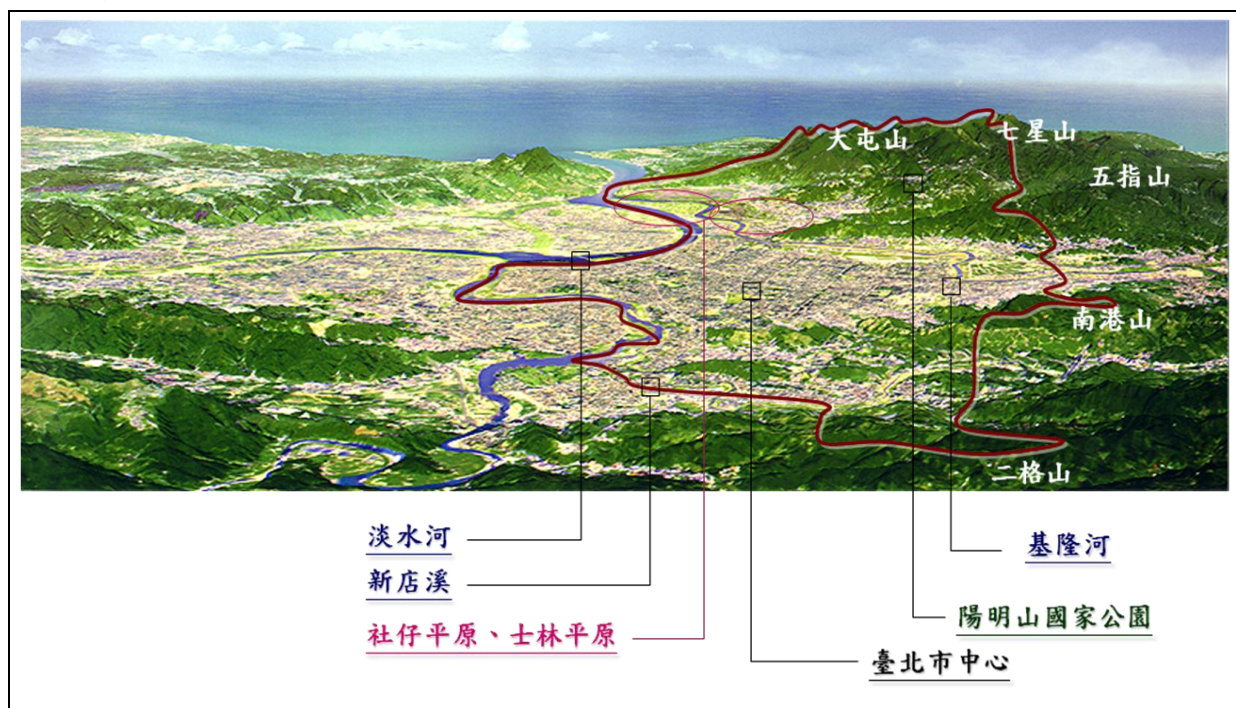 大屯山
七星山
五指山
南港山
二格山
淡水河
基隆河
新店溪
陽明山國家公園
社仔平原、士林平原
臺北市中心